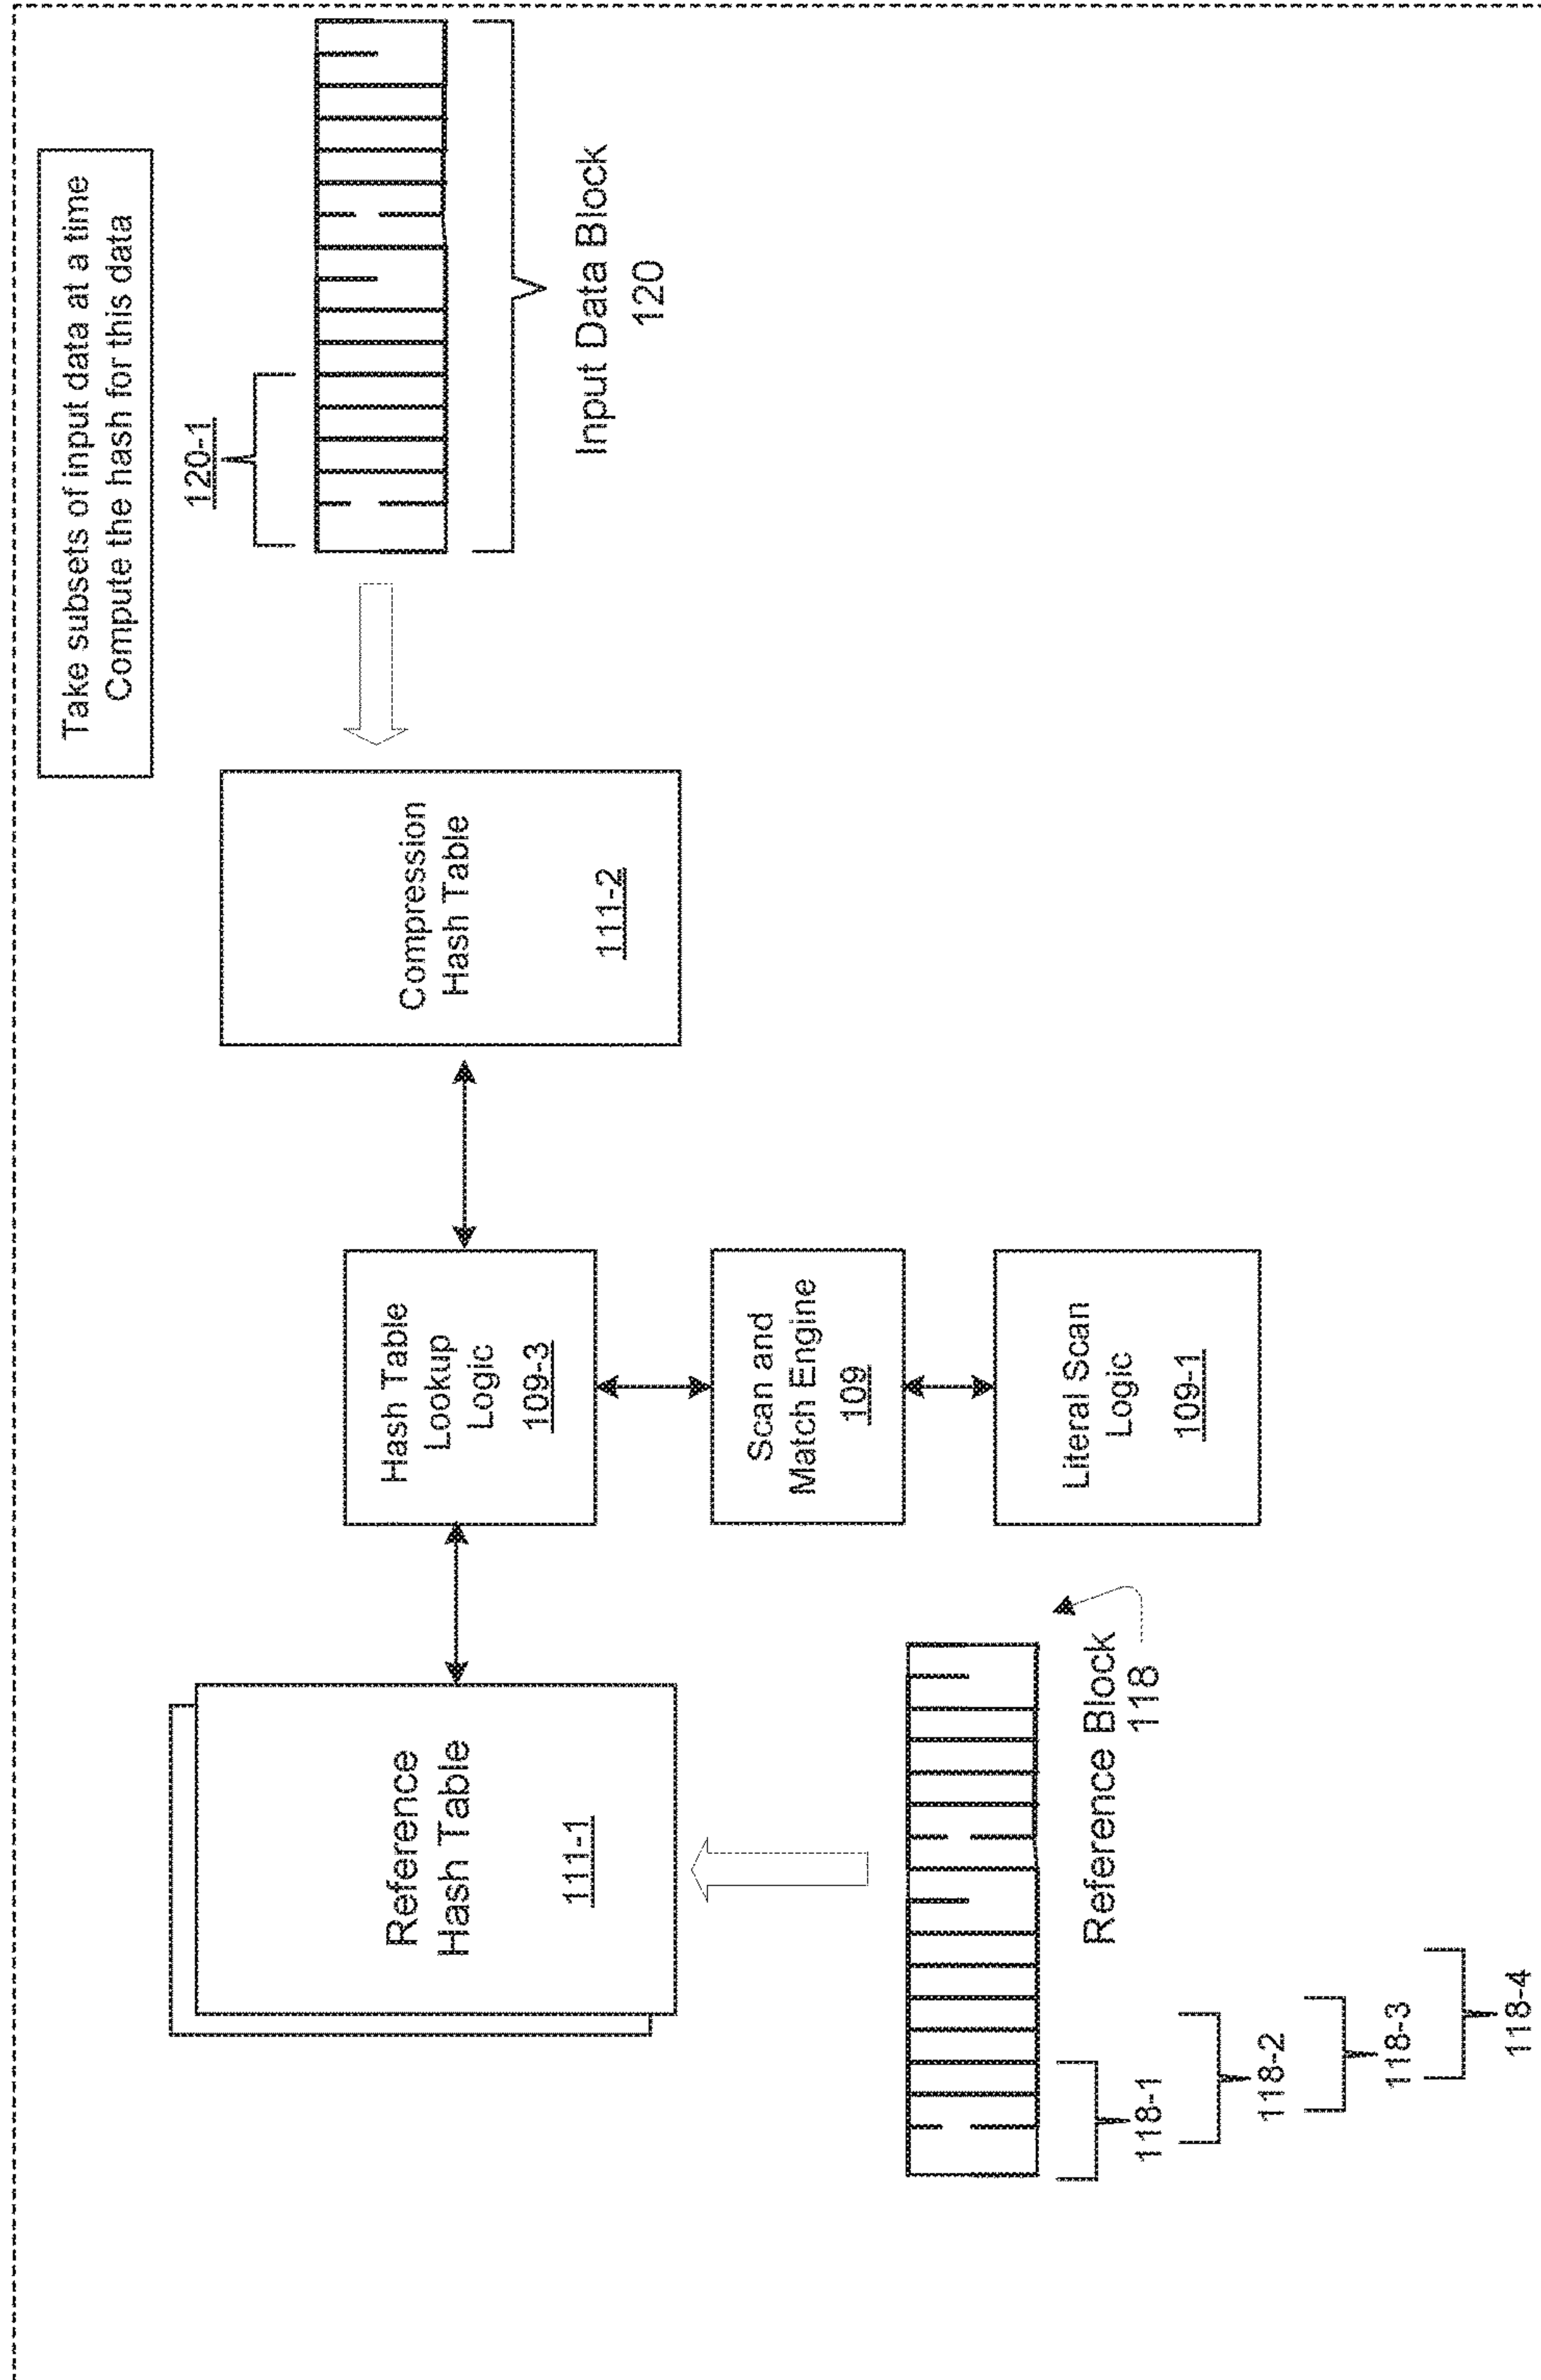 Take subsets of input data at a time
Compute the hash for this data
120-1
Input Data Block
120
Compression
Hash Table
111-2
Hash Table
Lookup
Logic
109-3
Scan and
Match Engine
109
Literal Scan
Logic
109-1
Reference
Hash Table
111-1
Reference Block
118
118-1
118-2
118-3
118-4